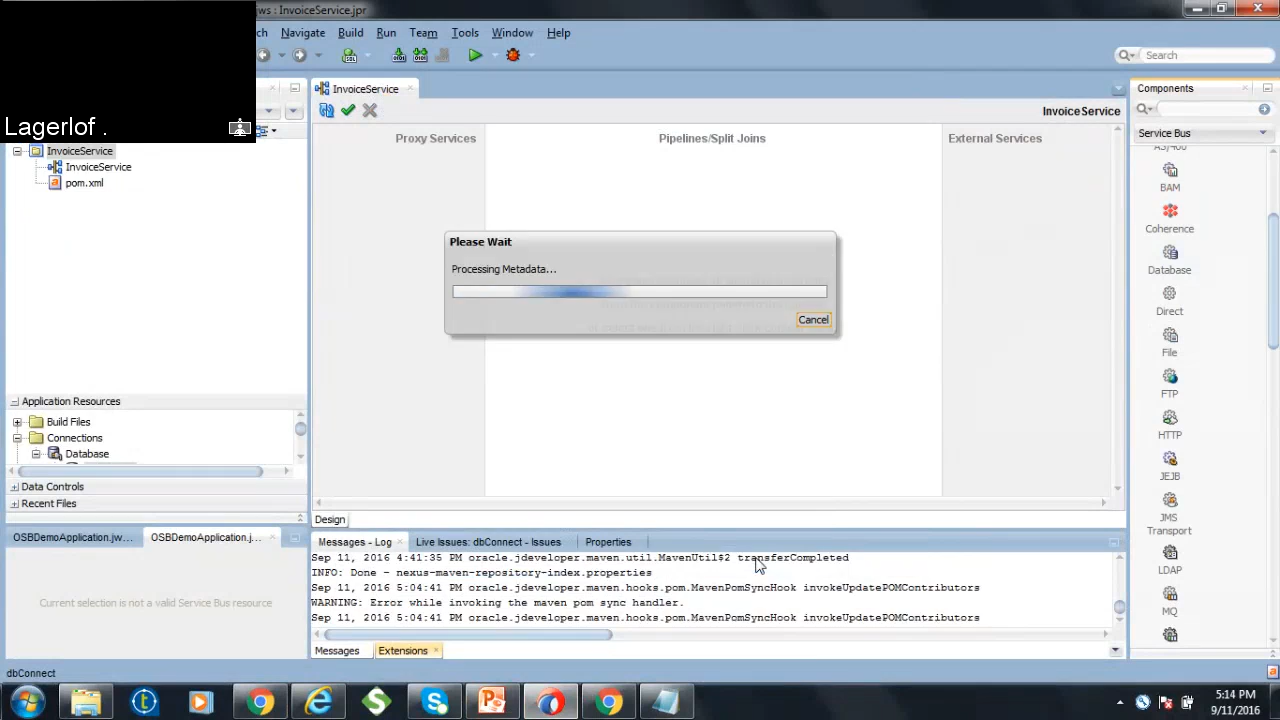 jws : InvoiceService.jpr
ch Navigate Build Run Team Tools Window Help
Search
Lagerlof .
InvoiceService
InvoiceService
pom.xml
InvoiceService
InvoiceService
Proxy Services
Pipelines/Split Joins
External Services
Please Wait
Processing Metadata...
Cancel
Components
Service Bus
AS/400
BAM
Coherence
Database
Direct
File
FTP
HTTP
JEJB
JMS
Transport
LDAP
MQ
Application Resources
Build Files
Connections
Database
Data Controls
Recent Files
Design
OSBDemoApplication.jw...
OSBDemoApplication.j...
Current selection is not a valid Service Bus resource
Messages - Log
Live Issues: dbConnect - Issues
Properties
Sep 11, 2016 4:41:35 PM oracle.jdeveloper.maven.util.MavenUtil$2 transferCompleted
INFO: Done - nexus-maven-repository-index.properties
Sep 11, 2016 5:04:41 PM oracle.jdeveloper.maven.hooks.pom.MavenPomSyncHook invokeUpdatePOMContributors
WARNING: Error while invoking the maven pom sync handler.
Sep 11, 2016 5:04:41 PM oracle.jdeveloper.maven.hooks.pom.MavenPomSyncHook invokeUpdatePOMContributors
Messages
Extensions
dbConnect
5:14 PM
9/11/2016